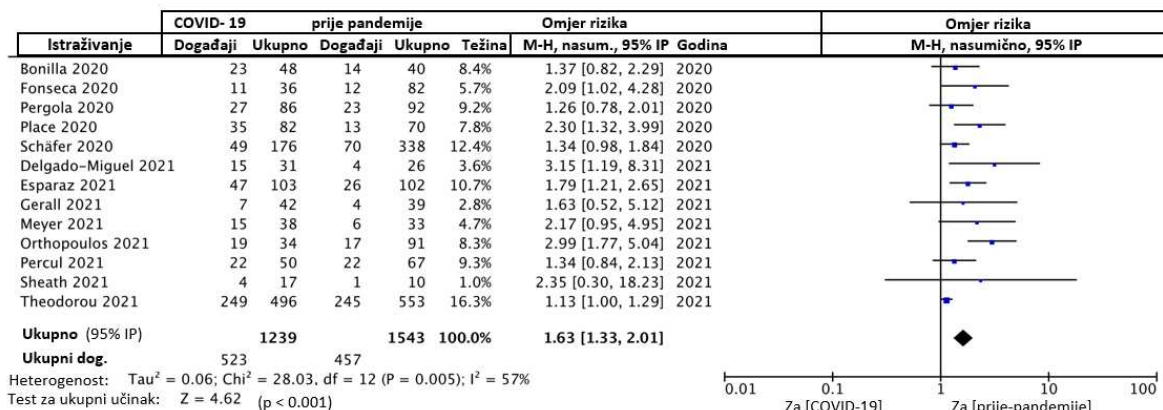 COVID- 19 prije pandemije Omjer rizika Omjer rizika
Istraživanje Događaji Ukupno Događaji Ukupno Težina M-H, nasum., 95% IP Godina M-H, nasumično, 95% IP
Bonilla 2020 23 48 14 40 8.4% 1.37 [0.82, 2.29] 2020
Fonseca 2020 11 36 12 82 5.7% 2.09 [1.02, 4.28] 2020
Pergola 2020 27 86 23 92 9.2% 1.26 [0.78, 2.01] 2020
Place 2020 35 82 13 70 7.8% 2.30 [1.32, 3.99] 2020
Schäfer 2020 49 176 70 338 12.4% 1.34 [0.98, 1.84] 2020
Delgado-Miguel 2021 15 31 4 26 3.6% 3.15 [1.19, 8.31] 2021
Esparaz 2021 47 103 26 102 10.7% 1.79 [1.21, 2.65] 2021
Gerall 2021 7 42 4 39 2.8% 1.63 [0.52, 5.12] 2021
Meyer 2021 15 38 6 33 4.7% 2.17 [0.95, 4.95] 2021
Orthopoulos 2021 19 34 17 91 8.3% 2.99 [1.77, 5.04] 2021
Percul 2021 22 50 22 67 9.3% 1.34 [0.84, 2.13] 2021
Sheath 2021 4 17 1 10 1.0% 2.35 [0.30, 18.23] 2021
Theodorou 2021 249 496 245 553 16.3% 1.13 [1.00, 1.29] 2021
Ukupno (95% IP) 1239 1543 100.0% 1.63 [1.33, 2.01]
Ukupni dog. 523 457
Heterogenost: Tau² = 0.06; Chi² = 28.03, df = 12 (P = 0.005); I² = 57%
Test za ukupni učinak: Z = 4.62 (p < 0.001)
0.01 0.1 1 10 100
Za [COVID-19] Za [prije-pandemije]